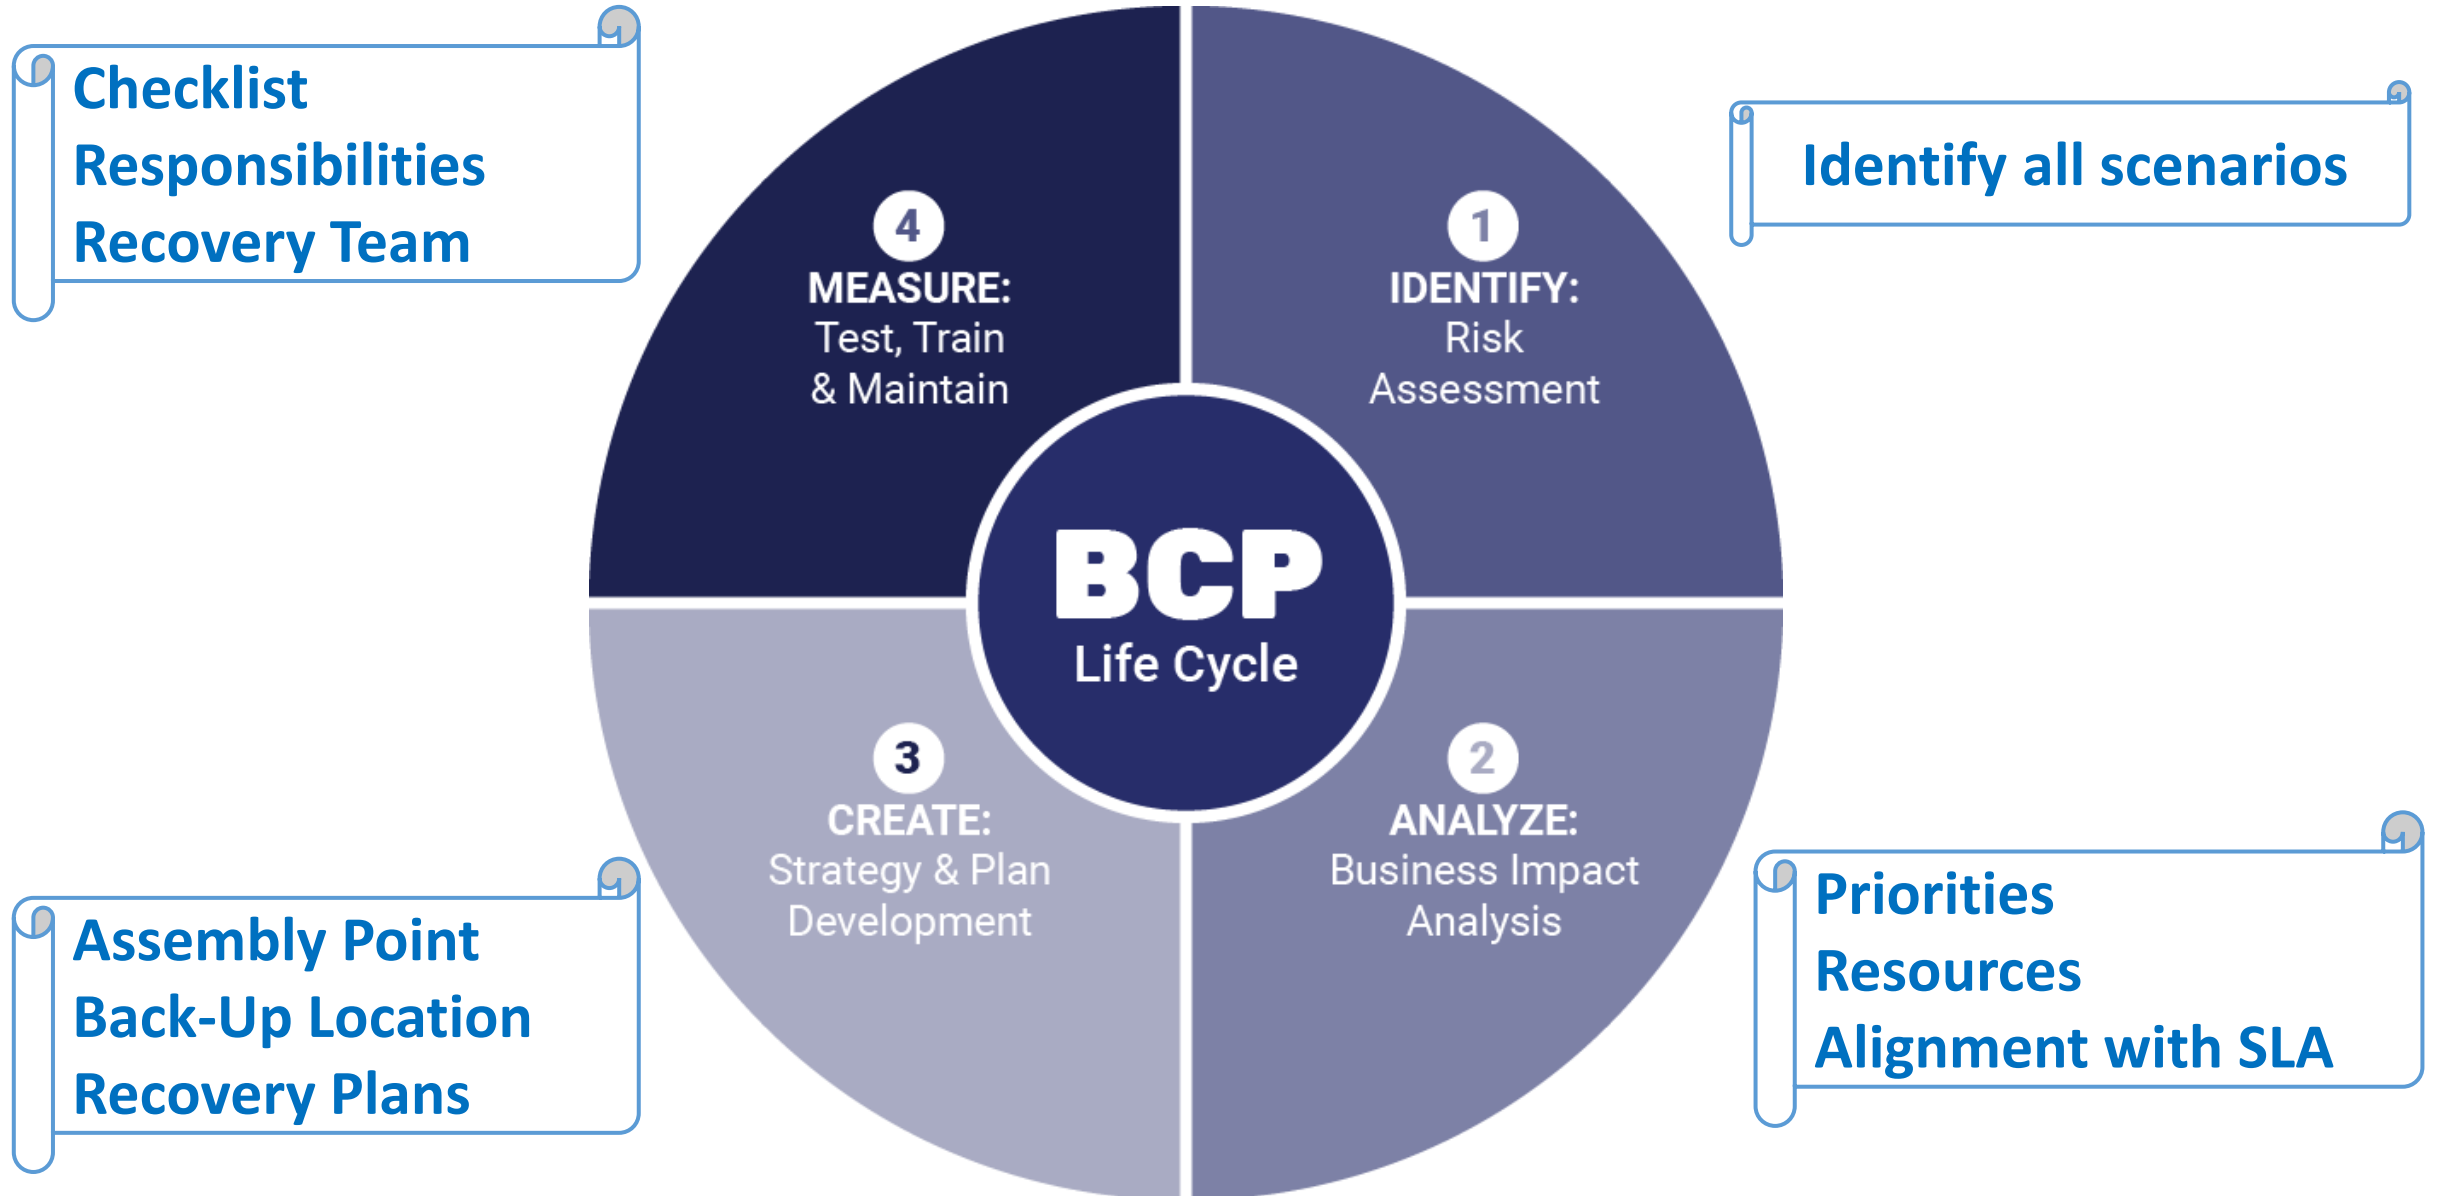 Checklist
Responsibilities
Recovery Team
4
MEASURE:
Test, Train
& Maintain
1
IDENTIFY:
Risk
Assessment
Identify all scenarios
BCP
Life Cycle
3
CREATE:
Strategy & Plan
Development
2
ANALYZE:
Business Impact
Analysis
Assembly Point
Back-Up Location
Recovery Plans
Priorities
Resources
Alignment with SLA